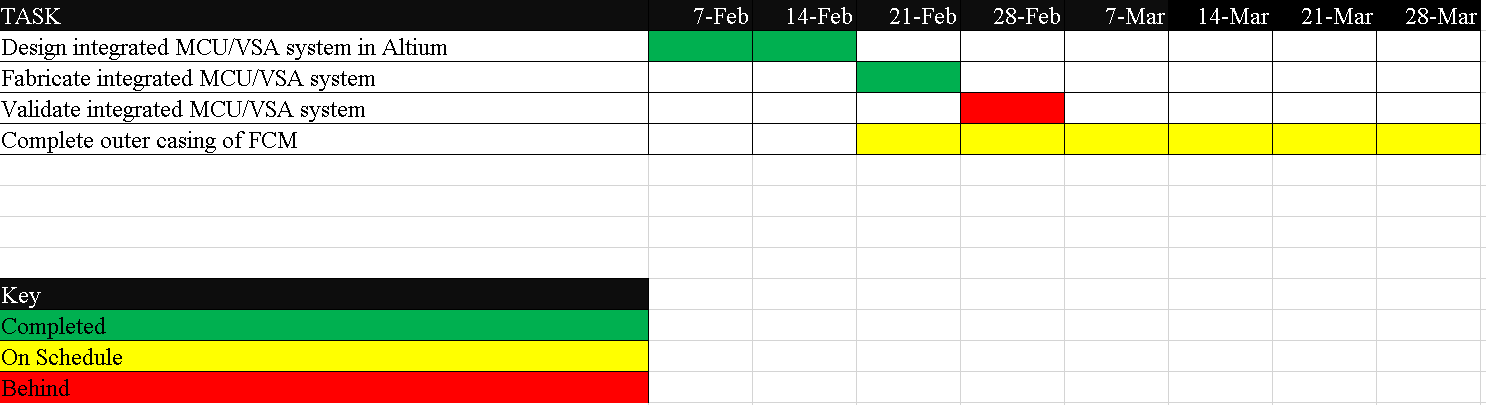 TASK 7-Feb 14-Feb 21-Feb 28-Feb 7-Mar 14-Mar 21-Mar 28-Mar
Design integrated MCU/VSA system in Altium
Fabricate integrated MCU/VSA system
Validate integrated MCU/VSA system
Complete outer casing of FCM
Key
Completed
On Schedule
Behind